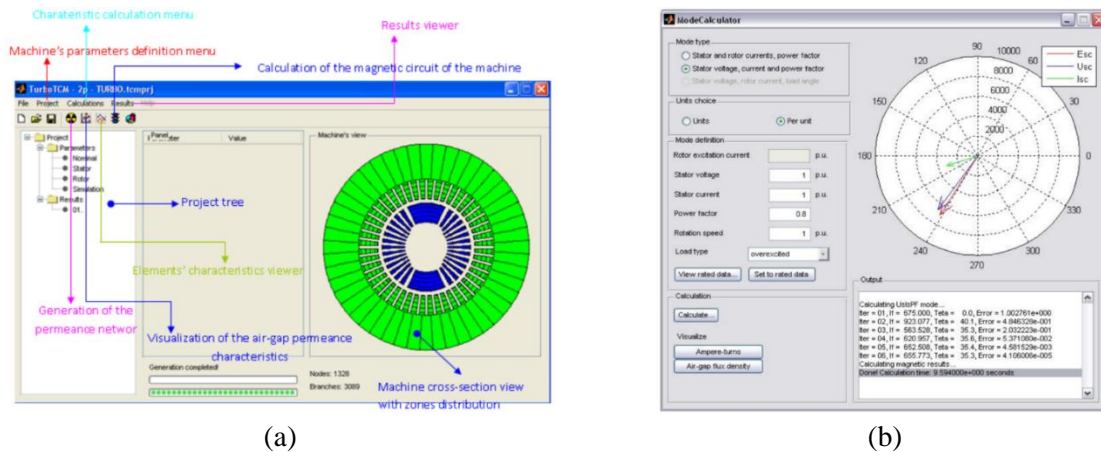 Charateristic calculation menu
Results viewer
Machine's parameters definition menu
Calculation of the magnetic circuit of the machine
TurboTCM - 2p - TURNO.tcmprj
File Project Calculations Results Help
Project
Parameters
Nominal
Stator
Rotor
Simulation
Results
01.
Panel
Value
Machine's view
Project tree
Elements' characteristics viewer
Generation of the
permeance networ
Visualization of the air-gap permeance
characteristics
Generation completed!
Nodes: 1328
Branches: 3089
Machine cross-section view
with zones distribution
(a)
ModeCalculator
Mode type
Stator and rotor currents, power factor
Stator voltage, current and power factor
Stator voltage, rotor current, load angle
Units choice
Units
Per unit
Mode definition
Rotor excitation current p.u.
Stator voltage 1 p.u.
Stator current 1 p.u.
Power factor 0.8
Rotation speed 1 p.u.
Load type overexcited
View rated data... Set to rated data
Calculation
Calculate...
Visualize
Ampere-turns
Air-gap flux density
90 10000
120 8000
6000
150 4000
2000
180 0
210 330
240 300
270
Esc
Usc
Isc
Output
Calculating UsIsPF mode...
Iter = 01, If = 675.000, Teta = 0.0, Error = 1.002761e+000
Iter = 02, If = 923.077, Teta = 40.1, Error = 4.846328e-001
Iter = 03, If = 563.528, Teta = 35.3, Error = 2.032223e-001
Iter = 04, If = 620.957, Teta = 35.6, Error = 5.371060e-002
Iter = 05, If = 652.508, Teta = 35.4, Error = 4.581529e-003
Iter = 06, If = 655.773, Teta = 35.3, Error = 4.106006e-005
Calculating magnetic results ...
Done! Calculation time: 9.594000e+000 seconds
(b)